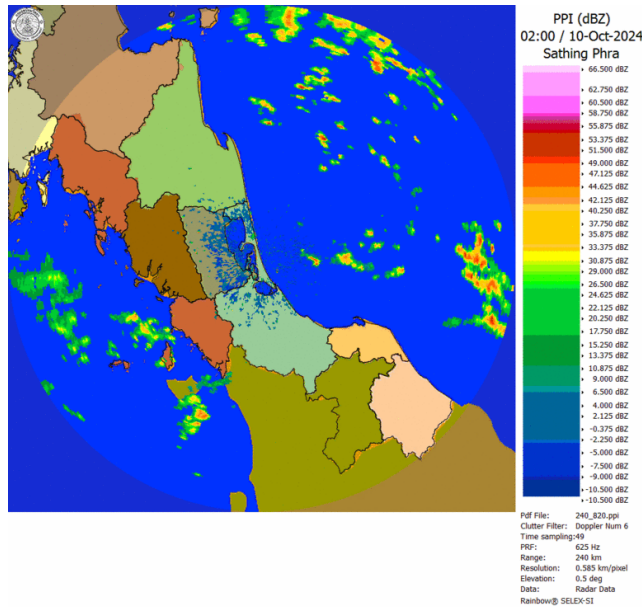 PPI (dBZ)
02:00 / 10-Oct-2024
Sathing Phra
66.500 dBZ
62.750 dBZ
60.500 dBZ
58.750 dBZ
55.875 dBZ
53.375 dBZ
51.500 dBZ
49.000 dBZ
47.125 dBZ
44.625 dBZ
42.125 dBZ
40.250 dBZ
37.750 dBZ
35.875 dBZ
33.375 dBZ
30.875 dBZ
29.000 dBZ
26.500 dBZ
24.625 dBZ
22.125 dBZ
20.250 dBZ
17.750 dBZ
15.250 dBZ
13.375 dBZ
10.875 dBZ
9.000 dBZ
6.500 dBZ
4.000 dBZ
2.125 dBZ
-0.375 dBZ
-2.250 dBZ
-5.000 dBZ
-7.500 dBZ
-9.000 dBZ
-10.500 dBZ
-10.500 dBZ
Pdf File: 240_820.ppi
Clutter Filter: Doppler Num 6
Time sampling:49
PRF: 625 Hz
Range: 240 km
Resolution: 0.585 km/pixel
Elevation: 0.5 deg
Data: Radar Data
Rainbow® SELEX-SI